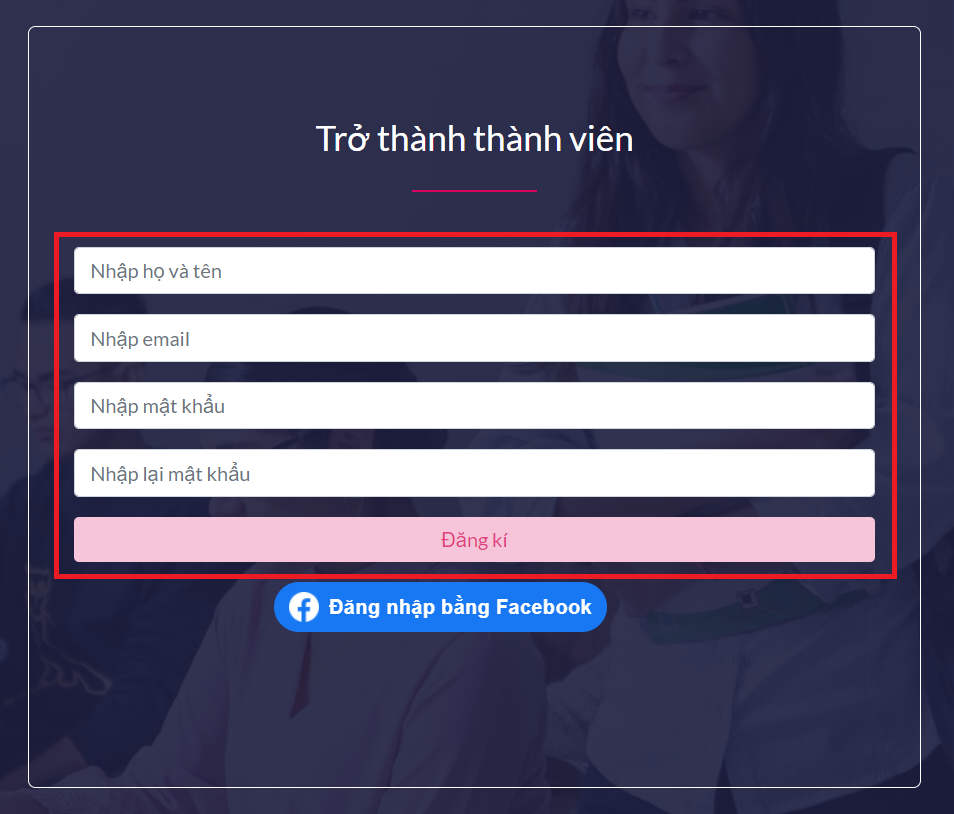 Trở thành thành viên
Nhập họ và tên
Nhập email
Nhập mật khẩu
Nhập lại mật khẩu
Đăng kí
Đăng nhập bằng Facebook